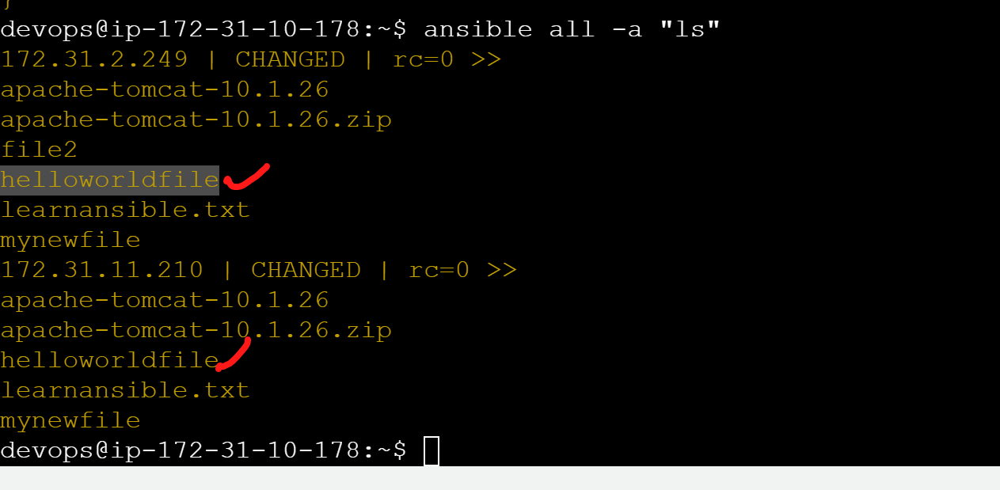 }
devops@ip-172-31-10-178:~$ ansible all -a "ls"
172.31.2.249 | CHANGED | rc=0 >>
apache-tomcat-10.1.26
apache-tomcat-10.1.26.zip
file2
helloworldfile
learnansible.txt
mynewfile
172.31.11.210 | CHANGED | rc=0 >>
apache-tomcat-10.1.26
apache-tomcat-10.1.26.zip
helloworldfile
learnansible.txt
mynewfile
devops@ip-172-31-10-178:~$